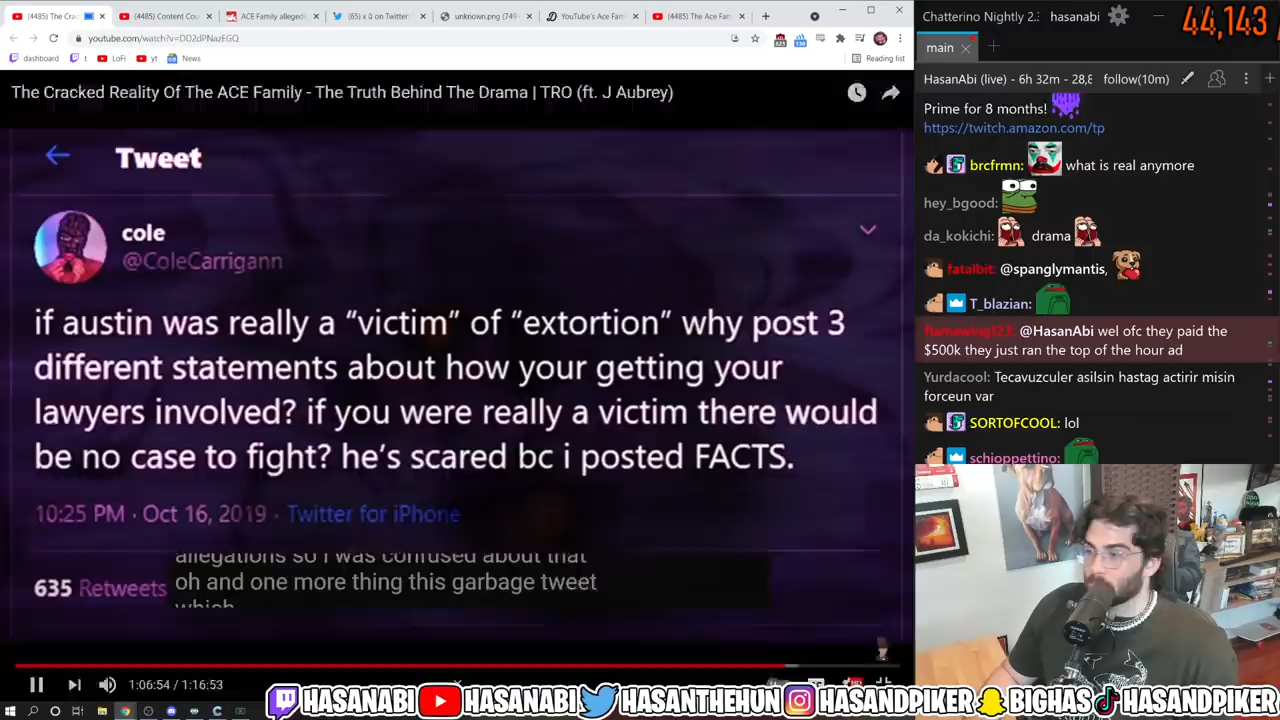 (4485) The Cracked
(4485) Content Cou
ACE Family alleged
(65) x 0 on Twitter
unknown.png (749×
YouTube's Ace Fam
(4485) The Ace Fam
youtube.com/watch?v=DD2dPNazEGQ
dashboard
t
LoFi
yt
News
Reading list
The Cracked Reality Of The ACE Family - The Truth Behind The Drama | TRO (ft. J Aubrey)
Tweet
cole
@ColeCarrigann
if austin was really a “victim” of “extortion” why post 3
different statements about how your getting your
lawyers involved? if you were really a victim there would
be no case to fight? he’s scared bc i posted FACTS.
10:25 PM · Oct 16, 2019 · Twitter for iPhone
635 Retweets
allegations so i was confused about that
oh and one more thing this garbage tweet
which
1:06:54 / 1:16:53
Chatterino Nightly 2.
hasanabi
44,143
main
HasanAbi (live) - 6h 32m - 28,8
follow(10m)
Prime for 8 months!
https://twitch.amazon.com/tp
brcfrmn: what is real anymore
hey_bgood:
da_kokichi: drama
fatalbit: @spanglymantis,
T_blazian:
flamewing123: @HasanAbi wel ofc they paid the
$500k they just ran the top of the hour ad
Yurdacool: Tecavuzculer asilsin hastag actirir misin
forceun var
SORTOFCOOL: lol
schioppettino:
HASANABI
HASANABI
HASANTHEHUN
HASANDPIKER
BIGHAS
HASANDPIKER